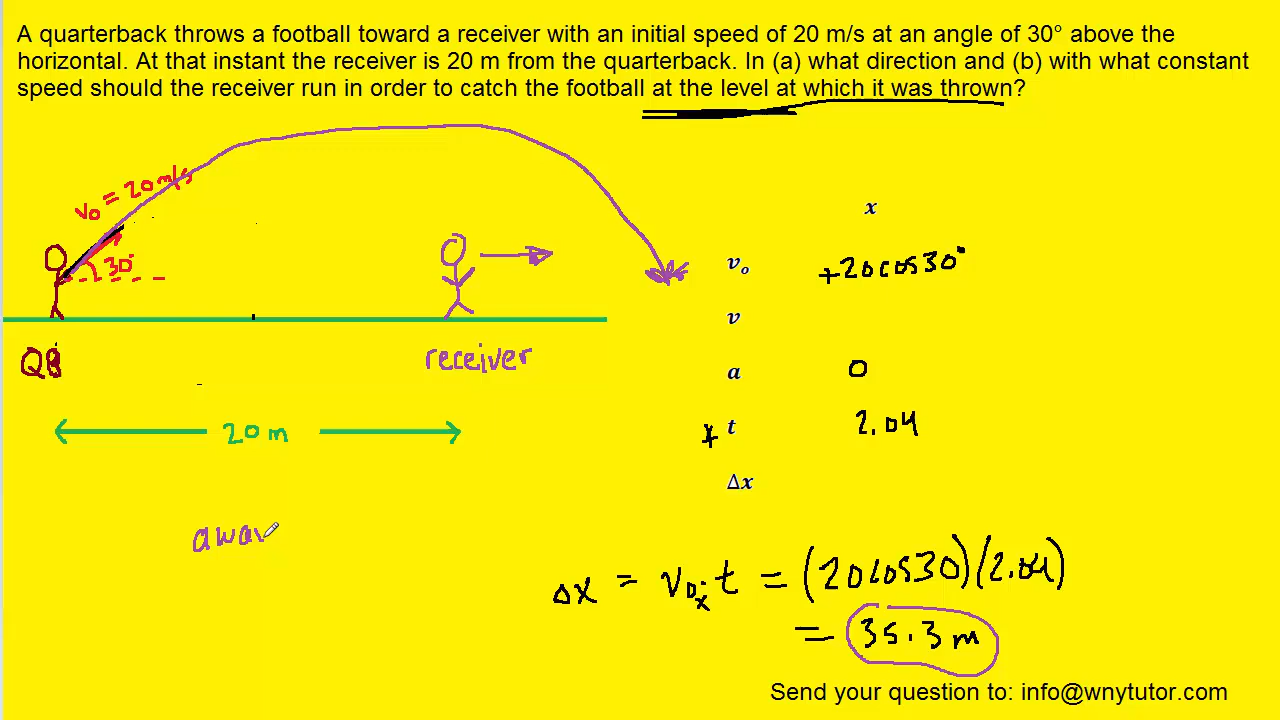 A quarterback throws a football toward a receiver with an initial speed of 20 m/s at an angle of 30° above the
horizontal. At that instant the receiver is 20 m from the quarterback. In (a) what direction and (b) with what constant
speed should the receiver run in order to catch the football at the level at which it was thrown?
v₀ = 20 m/s
30°
x
v₀ +20cos30°
v
QB receiver
a 0
* t 2.04
20 m
Δx
away
Δx = v₀ₓt = (20cos30)(2.04)
= 35.3 m
Send your question to: info@wnytutor.com